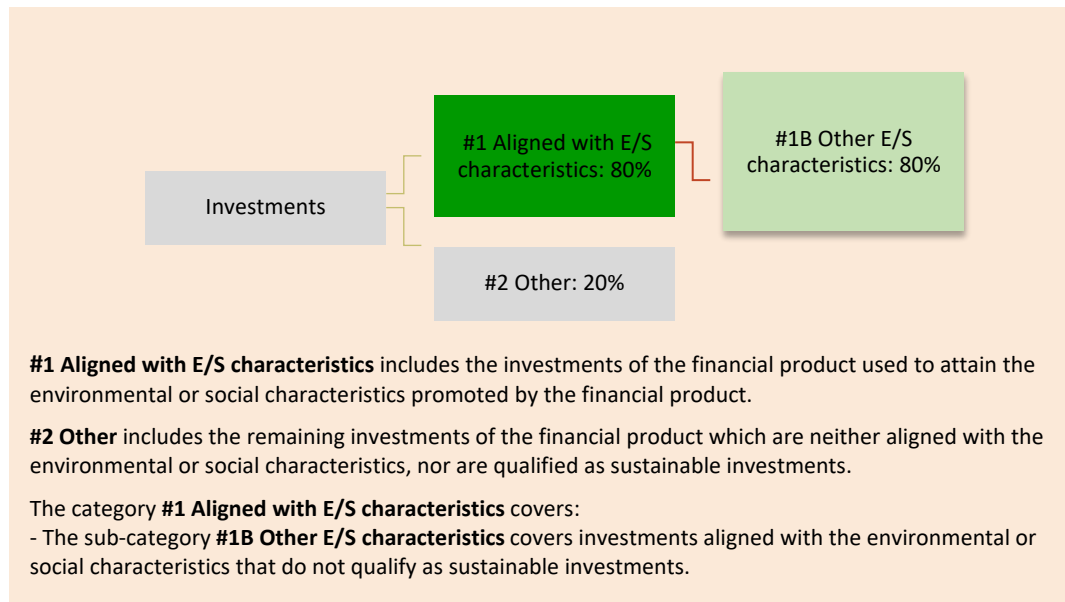 #1 Aligned with E/S
characteristics: 80%
#1B Other E/S
characteristics: 80%
Investments
#2 Other: 20%
#1 Aligned with E/S characteristics includes the investments of the financial product used to attain the
environmental or social characteristics promoted by the financial product.
#2 Other includes the remaining investments of the financial product which are neither aligned with the
environmental or social characteristics, nor are qualified as sustainable investments.
The category #1 Aligned with E/S characteristics covers:
- The sub-category #1B Other E/S characteristics covers investments aligned with the environmental or
social characteristics that do not qualify as sustainable investments.